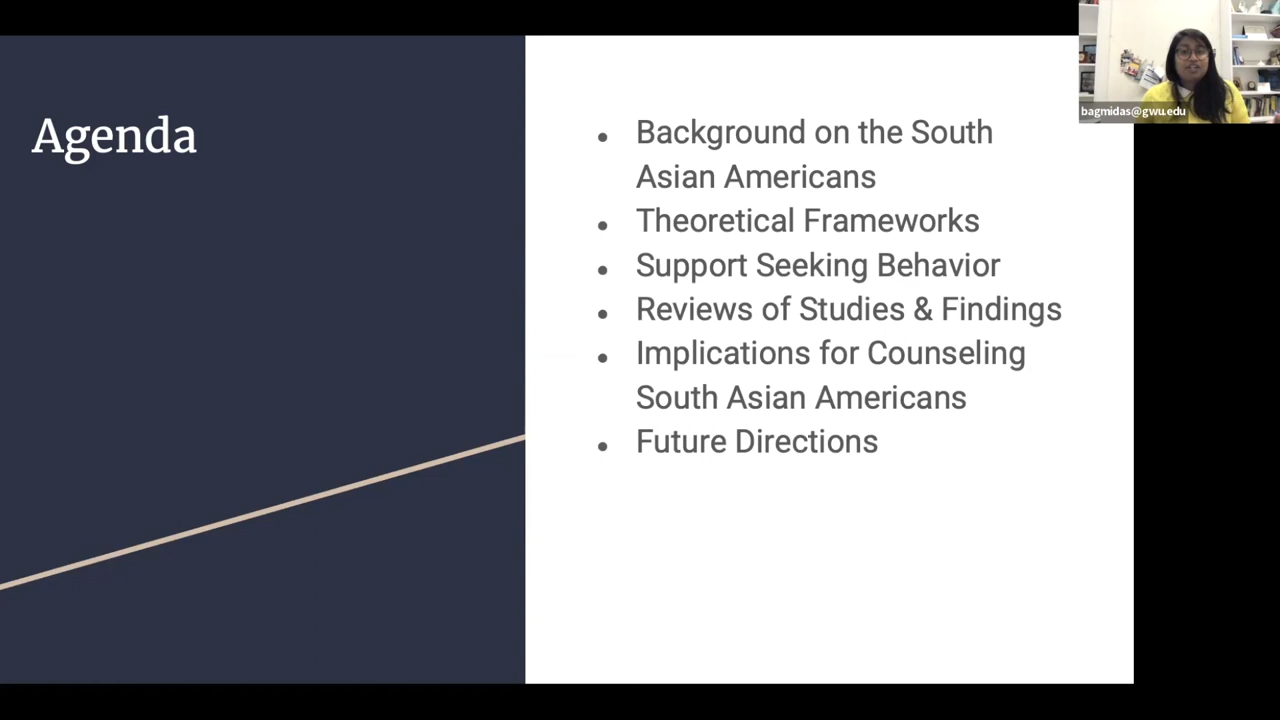 Agenda
• Background on the South
Asian Americans
• Theoretical Frameworks
• Support Seeking Behavior
• Reviews of Studies & Findings
• Implications for Counseling
South Asian Americans
• Future Directions
bagmidas@gwu.edu